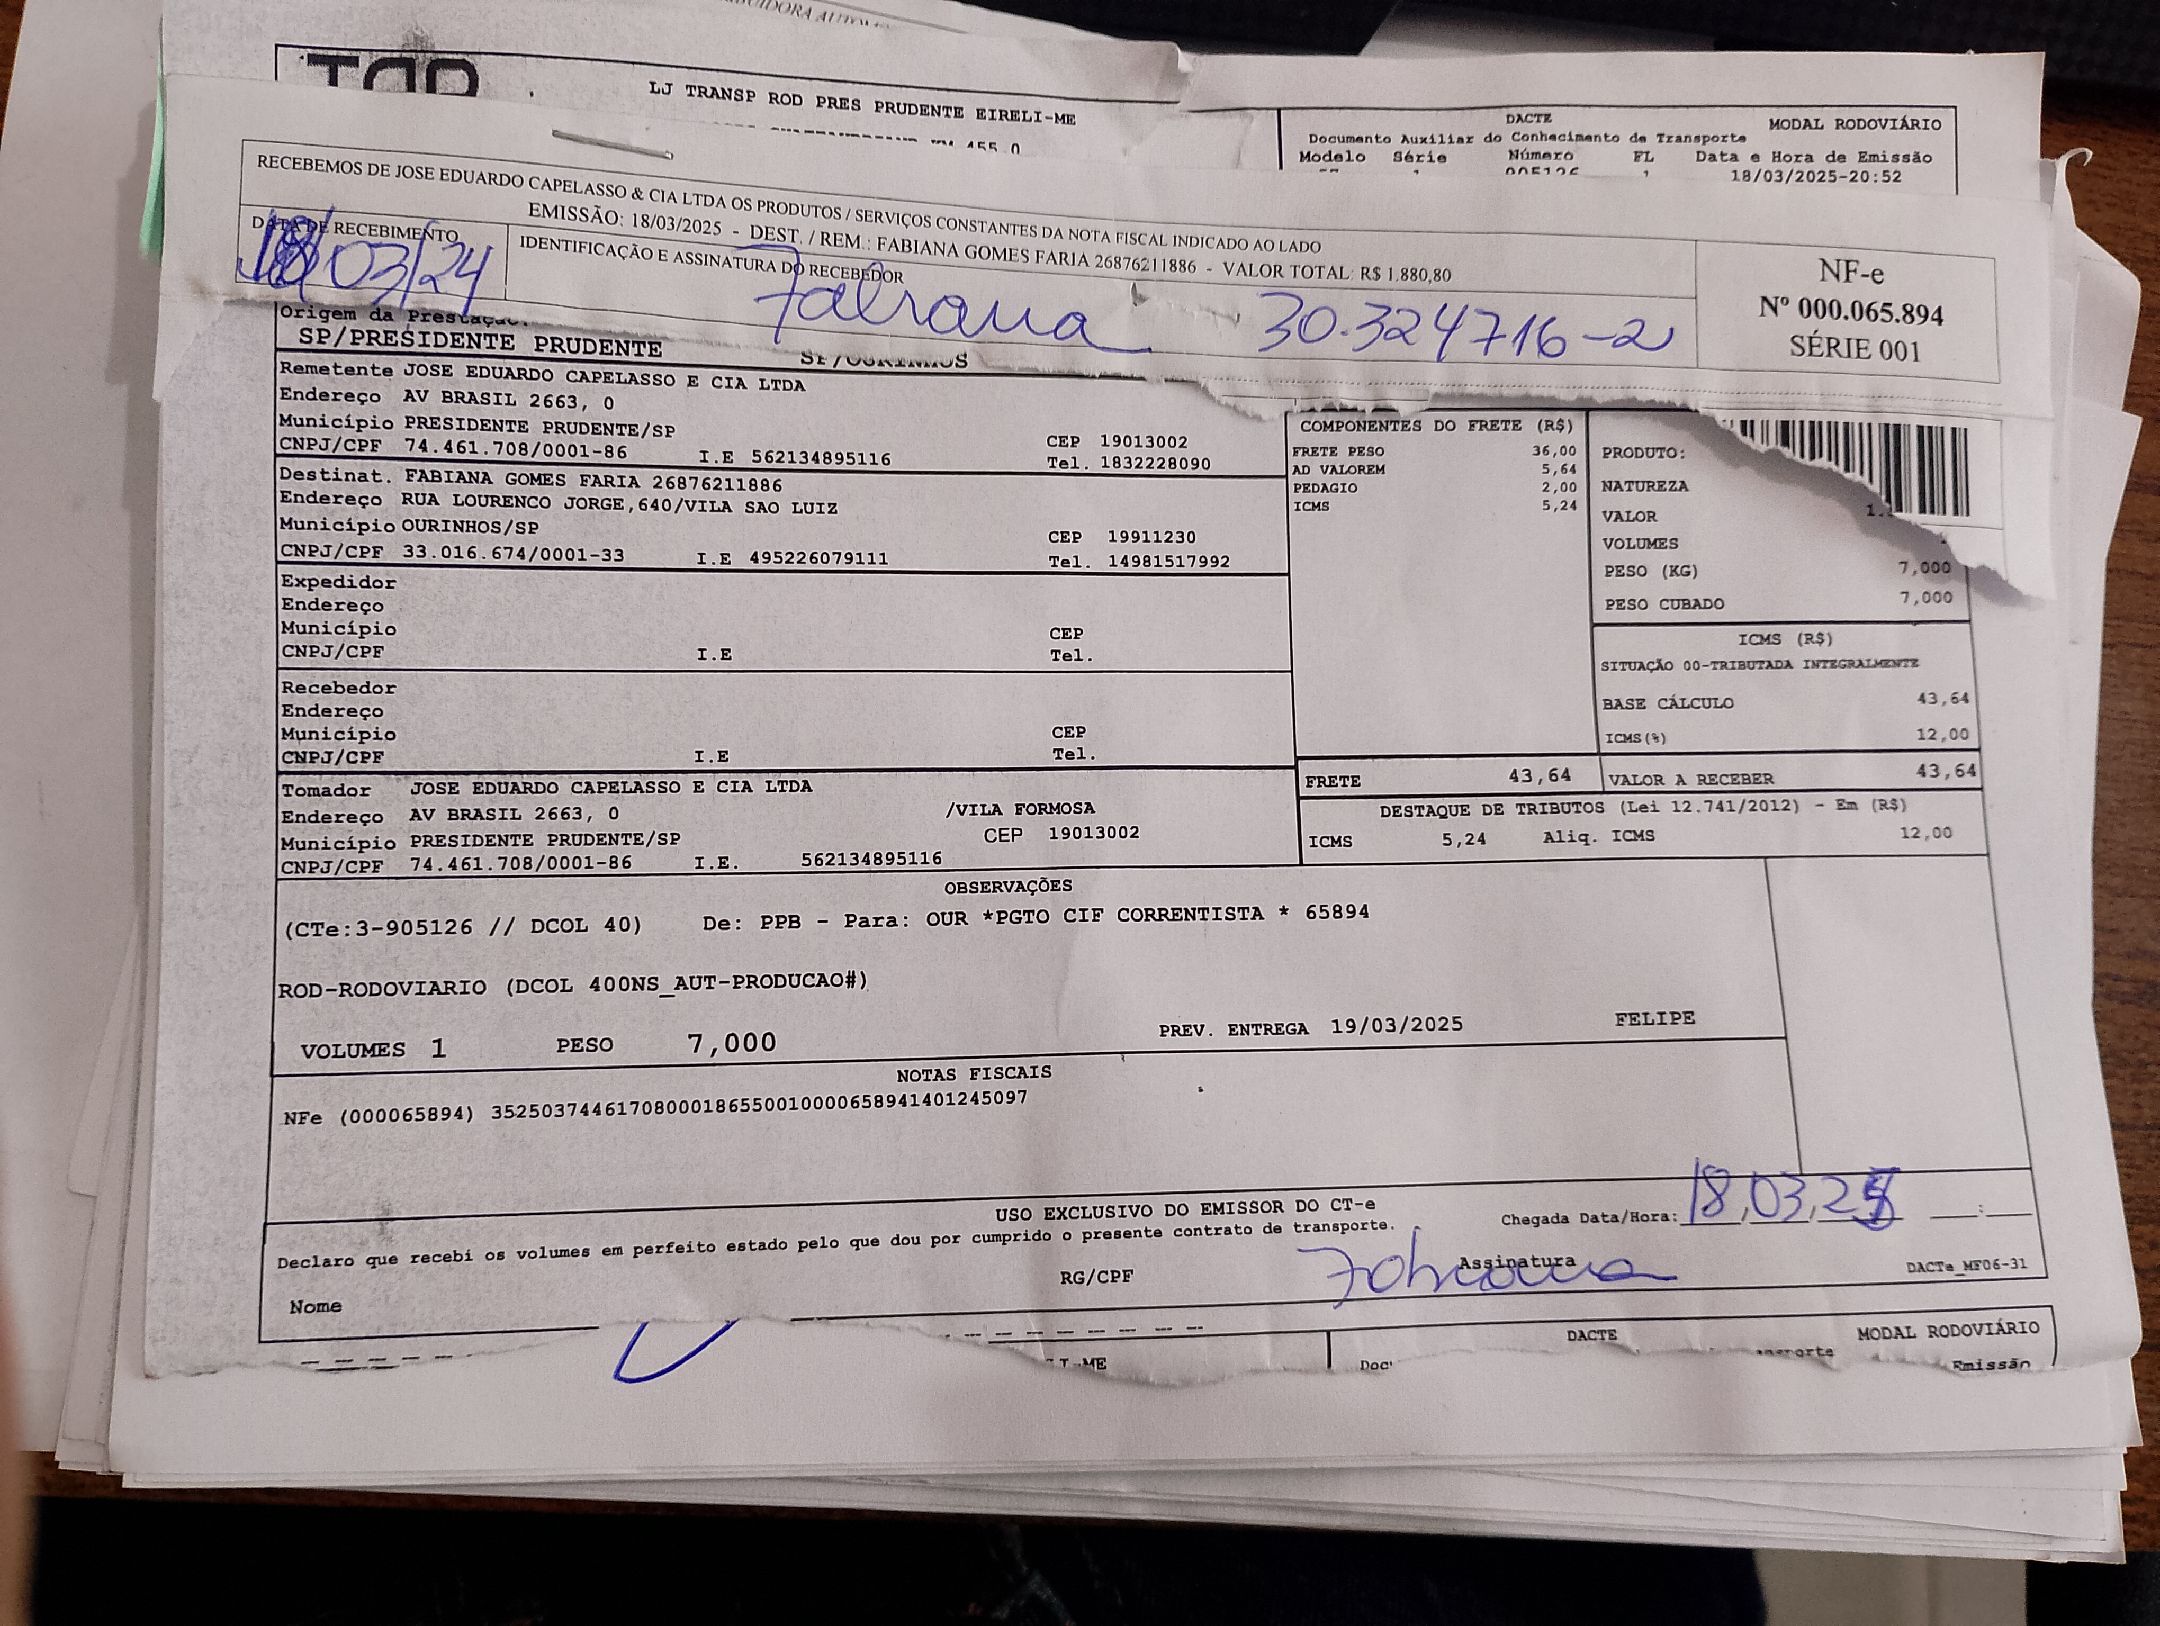 LJ TRANSP ROD PRES PRUDENTE EIRELI-ME
DACTE
MODAL RODOVIÁRIO
Documento Auxiliar do Conhecimento de Transporte
Modelo Série Número FL Data e Hora de Emissão
18/03/2025-20:52
RECEBEMOS DE JOSE EDUARDO CAPELASSO & CIA LTDA OS PRODUTOS / SERVIÇOS CONSTANTES DA NOTA FISCAL INDICADO AO LADO
EMISSÃO: 18/03/2025 - DEST. / REM.: FABIANA GOMES FARIA 26876211886 - VALOR TOTAL: R$ 1.880,80
DATA DE RECEBIMENTO
18/03/24
IDENTIFICAÇÃO E ASSINATURA DO RECEBEDOR
Fabiana 30.324716-2
NF-e
Nº 000.065.894
SÉRIE 001
Origem da Prestação.
SP/PRESIDENTE PRUDENTE SP/OURINHOS
Remetente JOSE EDUARDO CAPELASSO E CIA LTDA
Endereço AV BRASIL 2663, 0
Município PRESIDENTE PRUDENTE/SP CEP 19013002
CNPJ/CPF 74.461.708/0001-86 I.E 562134895116 Tel. 1832228090
Destinat. FABIANA GOMES FARIA 26876211886
Endereço RUA LOURENCO JORGE,640/VILA SAO LUIZ
Município OURINHOS/SP CEP 19911230
CNPJ/CPF 33.016.674/0001-33 I.E 495226079111 Tel. 14981517992
Expedidor
Endereço
Município CEP
CNPJ/CPF I.E Tel.
Recebedor
Endereço
Município CEP
CNPJ/CPF I.E Tel.
Tomador JOSE EDUARDO CAPELASSO E CIA LTDA
Endereço AV BRASIL 2663, 0 /VILA FORMOSA
Município PRESIDENTE PRUDENTE/SP CEP 19013002
CNPJ/CPF 74.461.708/0001-86 I.E. 562134895116
COMPONENTES DO FRETE (R$)
FRETE PESO 36,00
AD VALOREM 5,64
PEDAGIO 2,00
ICMS 5,24
PRODUTO:
NATUREZA
VALOR
VOLUMES
PESO (KG) 7,000
PESO CUBADO 7,000
ICMS (R$)
SITUAÇÃO 00-TRIBUTADA INTEGRALMENTE
BASE CÁLCULO 43,64
ICMS(%) 12,00
FRETE 43,64 VALOR A RECEBER 43,64
DESTAQUE DE TRIBUTOS (Lei 12.741/2012) - Em (R$)
ICMS 5,24 Aliq. ICMS 12,00
OBSERVAÇÕES
(CTe:3-905126 // DCOL 40) De: PPB - Para: OUR *PGTO CIF CORRENTISTA * 65894
ROD-RODOVIARIO (DCOL 400NS_AUT-PRODUCAO#)
VOLUMES 1 PESO 7,000 PREV. ENTREGA 19/03/2025 FELIPE
NOTAS FISCAIS
NFe (000065894) 35250374461708000186550010000658941401245097
USO EXCLUSIVO DO EMISSOR DO CT-e
Declaro que recebi os volumes em perfeito estado pelo que dou por cumprido o presente contrato de transporte.
Chegada Data/Hora: 18,03,25 :
Nome RG/CPF Assinatura DACTe_MF06-31
Fabiana
DACTE MODAL RODOVIÁRIO
Emissão